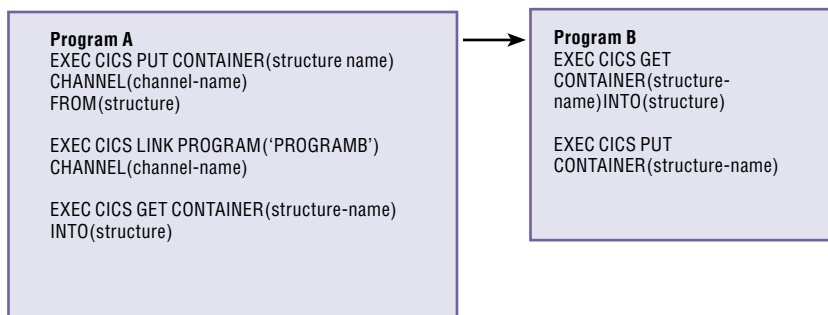 Program A
EXEC CICS PUT CONTAINER(structure name)
CHANNEL(channel-name)
FROM(structure)
EXEC CICS LINK PROGRAM(‘PROGRAMB’)
CHANNEL(channel-name)
EXEC CICS GET CONTAINER(structure-name)
INTO(structure)
Program B
EXEC CICS GET
CONTAINER(structure-
name)INTO(structure)
EXEC CICS PUT
CONTAINER(structure-name)